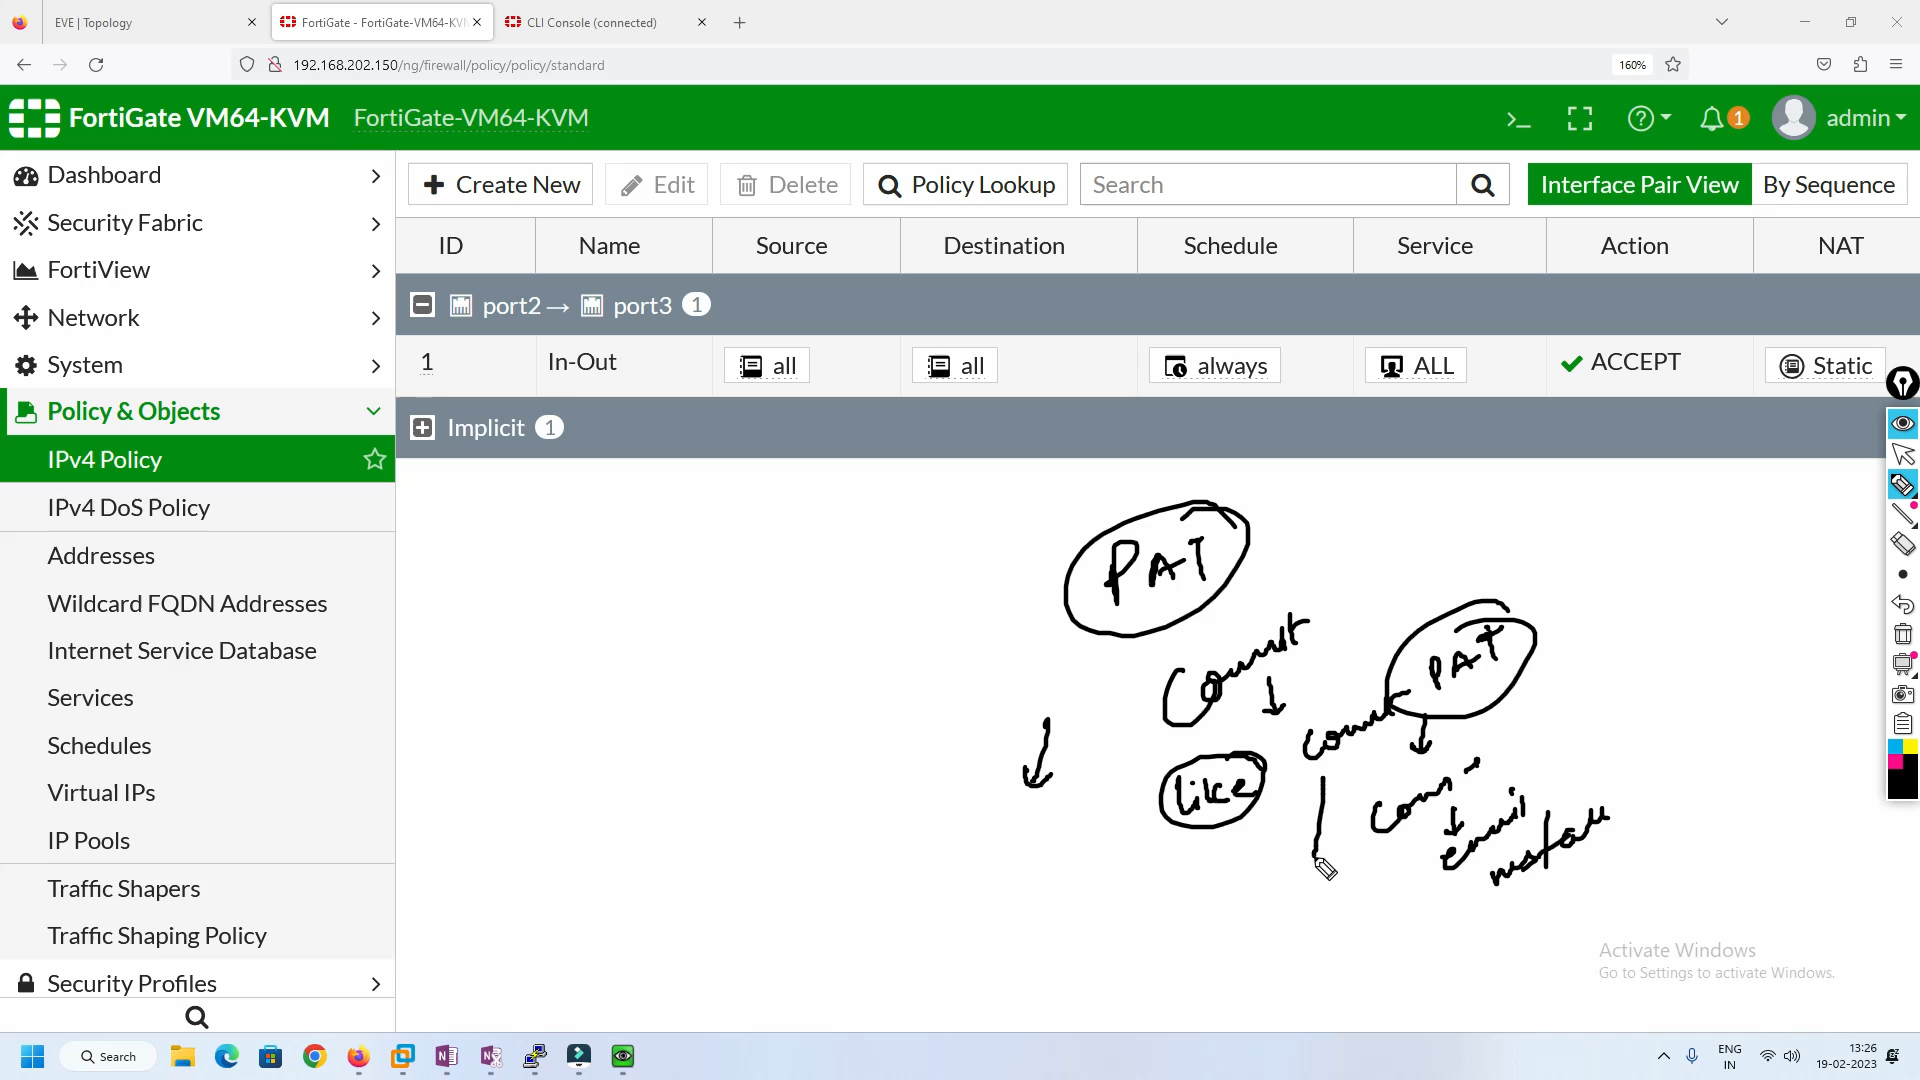 EVE | Topology
FortiGate - FortiGate-VM64-KVM
CLI Console (connected)
192.168.202.150/ng/firewall/policy/policy/standard
160%
FortiGate VM64-KVM
FortiGate-VM64-KVM
1
admin
Dashboard
Security Fabric
FortiView
Network
System
Policy & Objects
IPv4 Policy
IPv4 DoS Policy
Addresses
Wildcard FQDN Addresses
Internet Service Database
Services
Schedules
Virtual IPs
IP Pools
Traffic Shapers
Traffic Shaping Policy
Security Profiles
Create New
Edit
Delete
Policy Lookup
Search
Interface Pair View
By Sequence
ID Name Source Destination Schedule Service Action NAT
port2 → port3 1
1 In-Out all all always ALL ACCEPT Static
Implicit 1
PAT
PAT
like
email
Activate Windows
Go to Settings to activate Windows.
Search
ENG
IN
13:26
19-02-2023